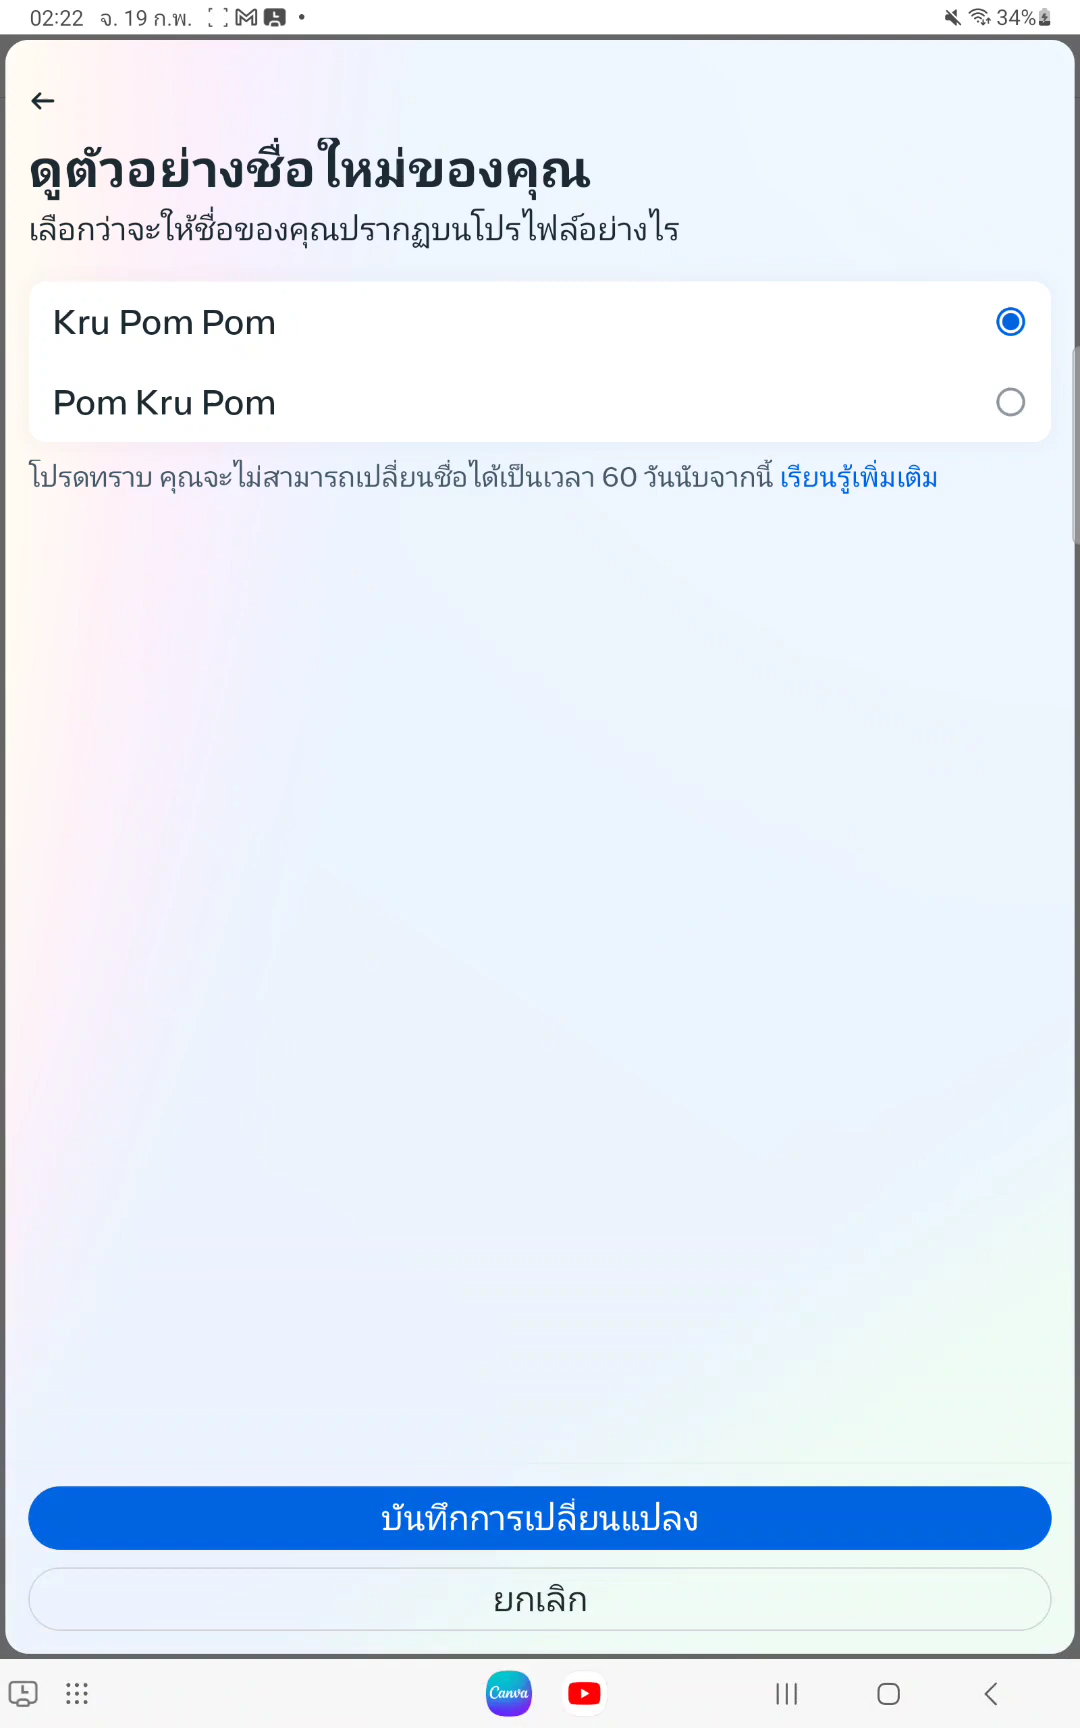 02:22 จ. 19 ก.พ. 34%
ดูตัวอย่างชื่อใหม่ของคุณ
เลือกว่าจะให้ชื่อของคุณปรากฏบนโปรไฟล์อย่างไร
Kru Pom Pom
Pom Kru Pom
โปรดทราบ คุณจะไม่สามารถเปลี่ยนชื่อได้เป็นเวลา 60 วันนับจากนี้ เรียนรู้เพิ่มเติม
บันทึกการเปลี่ยนแปลง
ยกเลิก
Canva